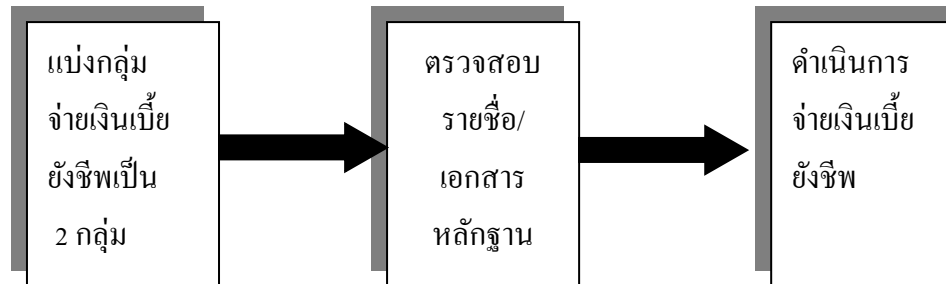 แบ่งกลุ่ม
จ่ายเงินเบี้ย
ยังชีพเป็น
2 กลุ่ม
ตรวจสอบ
รายชื่อ/
เอกสาร
หลักฐาน
ดำเนินการ
จ่ายเงินเบี้ย
ยังชีพ